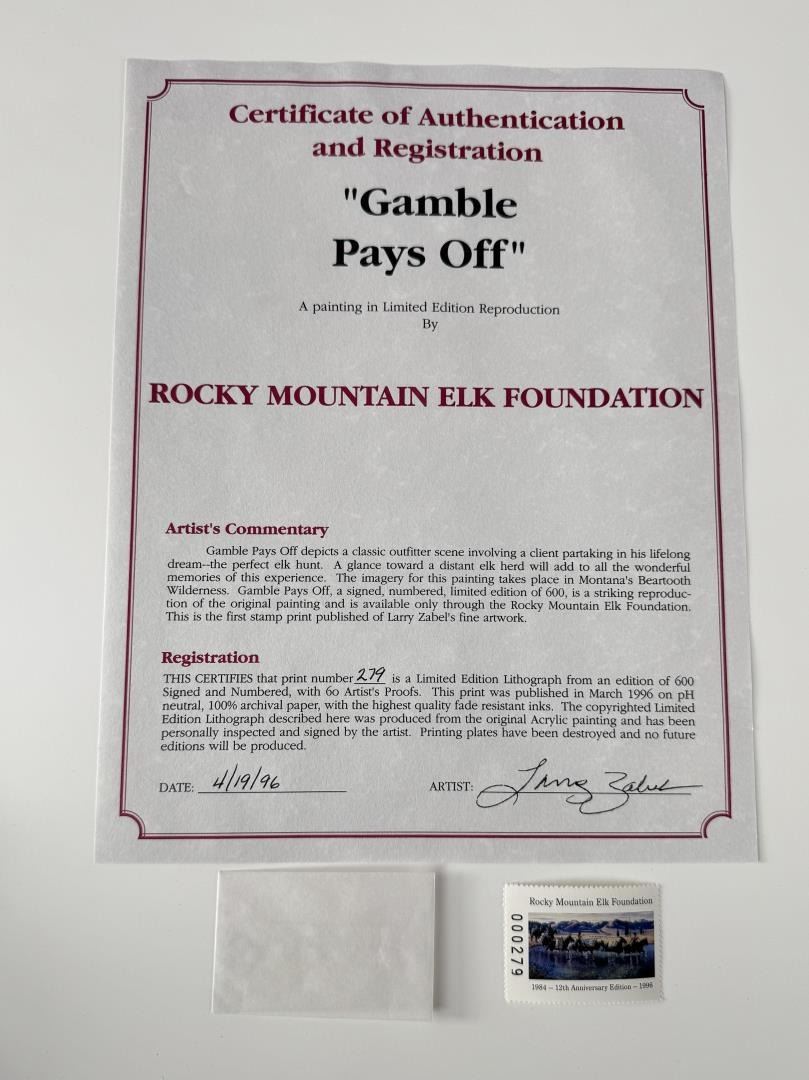 Certificate of Authentication
and Registration
"Gamble
Pays Off"
A painting in Limited Edition Reproduction
By
ROCKY MOUNTAIN ELK FOUNDATION
Artist's Commentary
Gamble Pays Off depicts a classic outfitter scene involving a client partaking in his lifelong
dream--the perfect elk hunt. A glance toward a distant elk herd will add to all the wonderful
memories of this experience. The imagery for this painting takes place in Montana's Beartooth
Wilderness. Gamble Pays Off, a signed, numbered, limited edition of 600, is a striking reproduc-
tion of the original painting and is available only through the Rocky Mountain Elk Foundation.
This is the first stamp print published of Larry Zabel's fine artwork.
Registration
THIS CERTIFIES that print number 279 is a Limited Edition Lithograph from an edition of 600
Signed and Numbered, with 60 Artist's Proofs. This print was published in March 1996 on pH
neutral, 100% archival paper, with the highest quality fade resistant inks. The copyrighted Limited
Edition Lithograph described here was produced from the original Acrylic painting and has been
personally inspected and signed by the artist. Printing plates have been destroyed and no future
editions will be produced.
DATE: 4/19/96 ARTIST: Larry Zabel
Rocky Mountain Elk Foundation
000279
1984 - 12th Anniversary Edition - 1996